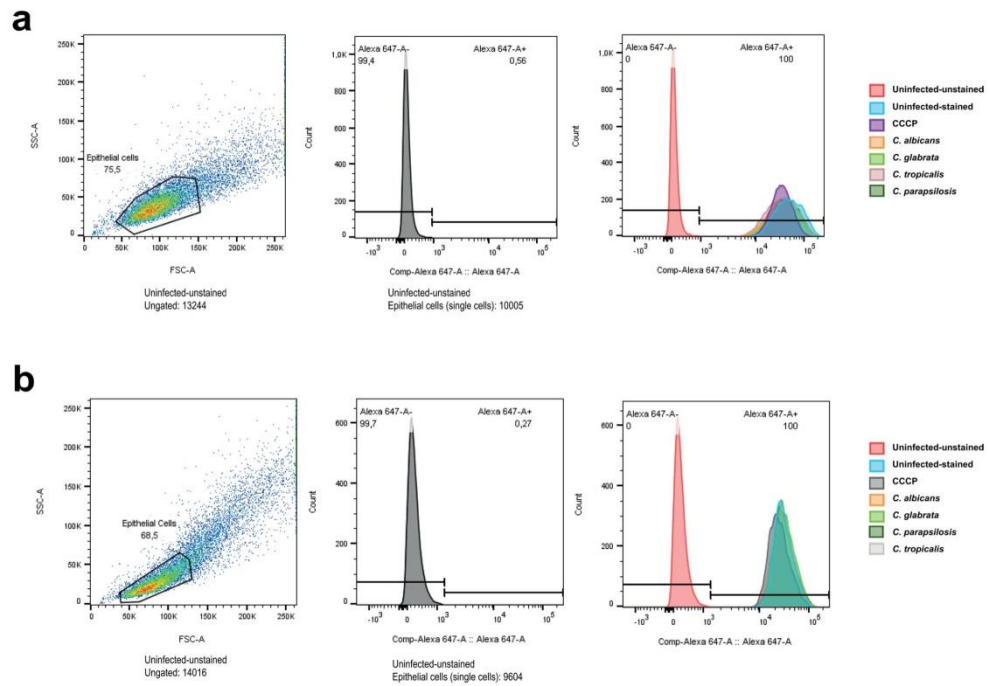 a
250K
200K
150K
100K
50K
0
SSC-A
Epithelial cells
75,5
0 50K 100K 150K 200K 250K
FSC-A
Uninfected-unstained
Ungated: 13244
Alexa 647-A- Alexa 647-A+
99,4 0,56
1,0K
800
600
400
200
0
Count
-10³ 0 10³ 10⁴ 10⁵
Comp-Alexa 647-A :: Alexa 647-A
Uninfected-unstained
Epithelial cells (single cells): 10005
Alexa 647-A- Alexa 647-A+
0 100
1,0K
800
600
400
200
0
Count
-10³ 0 10³ 10⁴ 10⁵
Comp-Alexa 647-A :: Alexa 647-A
Uninfected-unstained
Uninfected-stained
CCCP
C. albicans
C. glabrata
C. tropicalis
C. parapsilosis
b
250K
200K
150K
100K
50K
0
SSC-A
Epithelial Cells
68,5
0 50K 100K 150K 200K 250K
FSC-A
Uninfected-unstained
Ungated: 14016
Alexa 647-A- Alexa 647-A+
99,7 0,27
600
400
200
0
Count
-10³ 0 10³ 10⁴ 10⁵
Comp-Alexa 647-A :: Alexa 647-A
Uninfected-unstained
Epithelial cells (single cells): 9604
Alexa 647-A- Alexa 647-A+
0 100
600
400
200
0
Count
-10³ 0 10³ 10⁴ 10⁵
Comp-Alexa 647-A :: Alexa 647-A
Uninfected-unstained
Uninfected-stained
CCCP
C. albicans
C. glabrata
C. parapsilosis
C. tropicalis